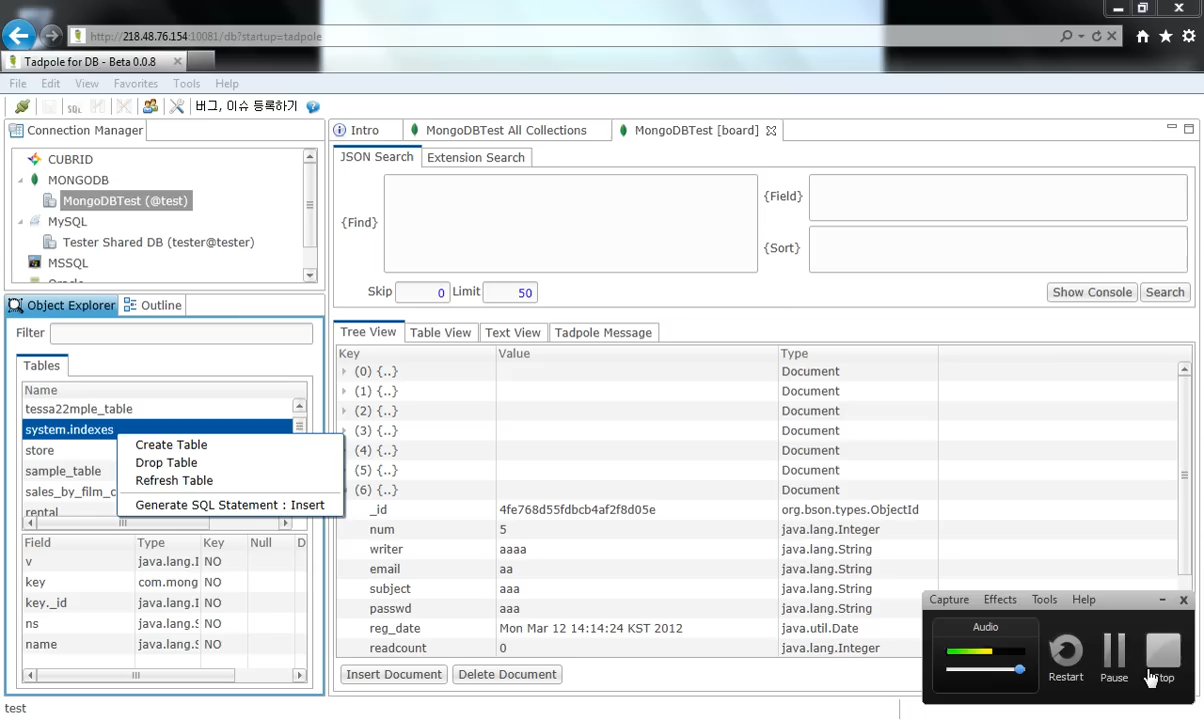 http://218.48.76.154:10081/db?startup=tadpole
Tadpole for DB - Beta 0.0.8
File Edit View Favorites Tools Help
SQL 버그, 이슈 등록하기
Connection Manager
CUBRID
MONGODB
MongoDBTest (@test)
MySQL
Tester Shared DB (tester@tester)
MSSQL
Object Explorer Outline
Filter
Tables
Name
tessa22mple_table
system.indexes
store
sample_table
sales_by_film_c
rental
Create Table
Drop Table
Refresh Table
Generate SQL Statement : Insert
Field Type Key Null D
v java.lang.I NO
key com.mong NO
key._id java.lang.I NO
ns java.lang.S NO
name java.lang.S NO
Intro MongoDBTest All Collections MongoDBTest [board]
JSON Search Extension Search
{Find} {Field}
{Sort}
Skip 0 Limit 50 Show Console Search
Tree View Table View Text View Tadpole Message
Key Value Type
(0) {..} Document
(1) {..} Document
(2) {..} Document
(3) {..} Document
(4) {..} Document
(5) {..} Document
(6) {..} Document
_id 4fe768d55fdbcb4af2f8d05e org.bson.types.ObjectId
num 5 java.lang.Integer
writer aaaa java.lang.String
email aa java.lang.String
subject aaa java.lang.String
passwd aaa java.lang.String
reg_date Mon Mar 12 14:14:24 KST 2012 java.util.Date
readcount 0 java.lang.Integer
Insert Document Delete Document
Capture Effects Tools Help
Audio
Restart Pause Stop
test